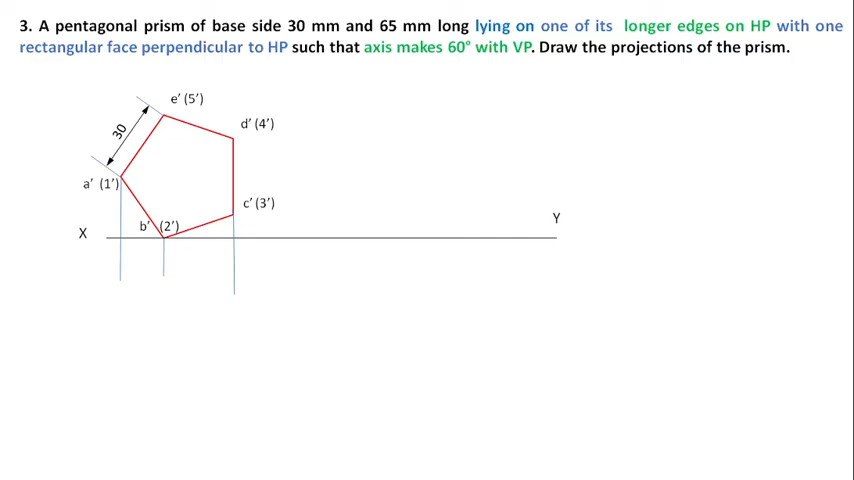 3. A pentagonal prism of base side 30 mm and 65 mm long lying on one of its longer edges on HP with one
rectangular face perpendicular to HP such that axis makes 60° with VP. Draw the projections of the prism.
e’ (5’)
d’ (4’)
30
a’ (1’)
c’ (3’)
b’ (2’)
X
Y